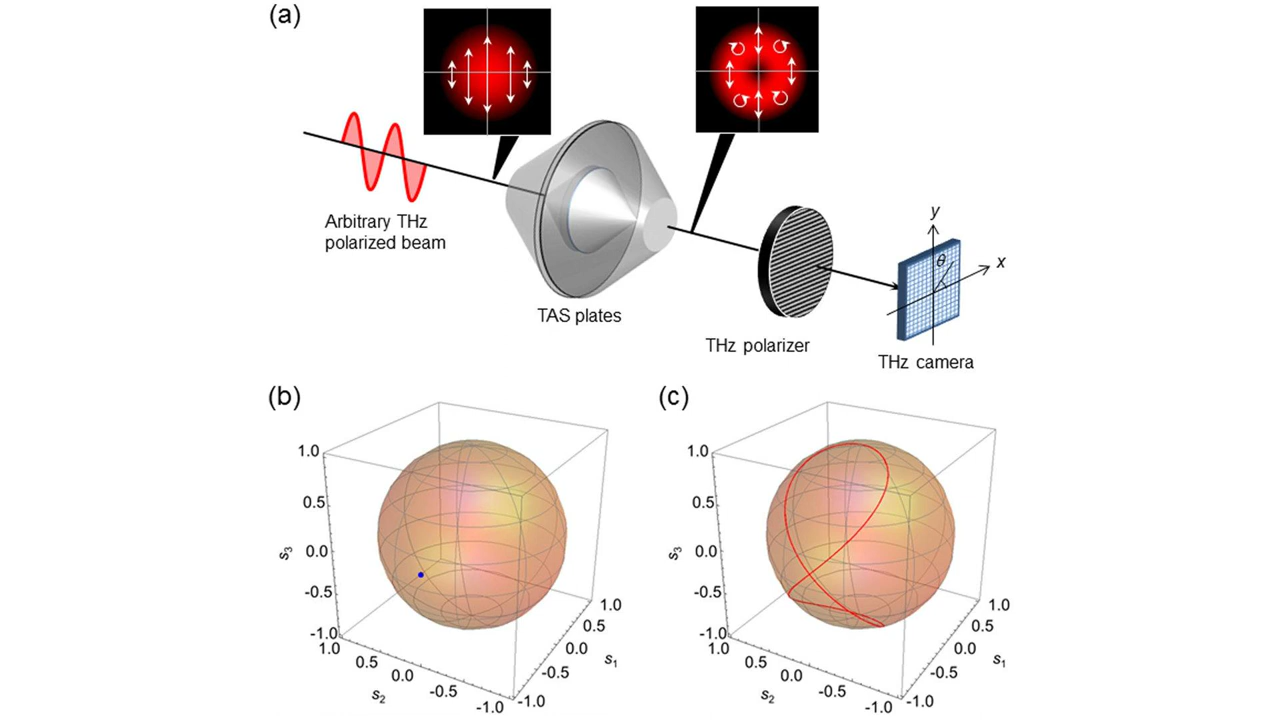 (a)
Arbitrary THz
polarized beam
TAS plates
THz polarizer
THz camera
y
θ
x
(b)
1.0
0.5
0.0
-0.5
-1.0
s3
1.0
0.5
0.0
-0.5
-1.0
s2
1.0
0.5
0.0
-0.5
-1.0
s1
(c)
1.0
0.5
0.0
-0.5
-1.0
s3
1.0
0.5
0.0
-0.5
-1.0
s2
1.0
0.5
0.0
-0.5
-1.0
s1